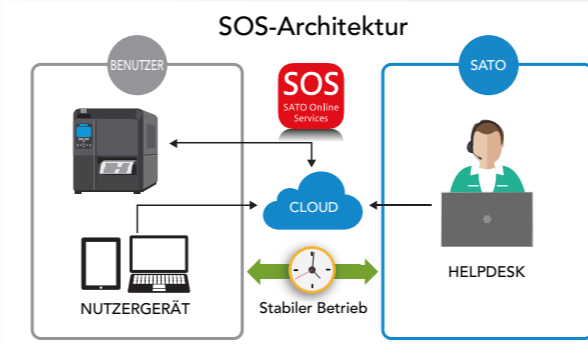 SOS-Architektur
BENUTZER
SATO
SOS
SATO Online
Services
CLOUD
NUTZERGERÄT
Stabiler Betrieb
HELPDESK